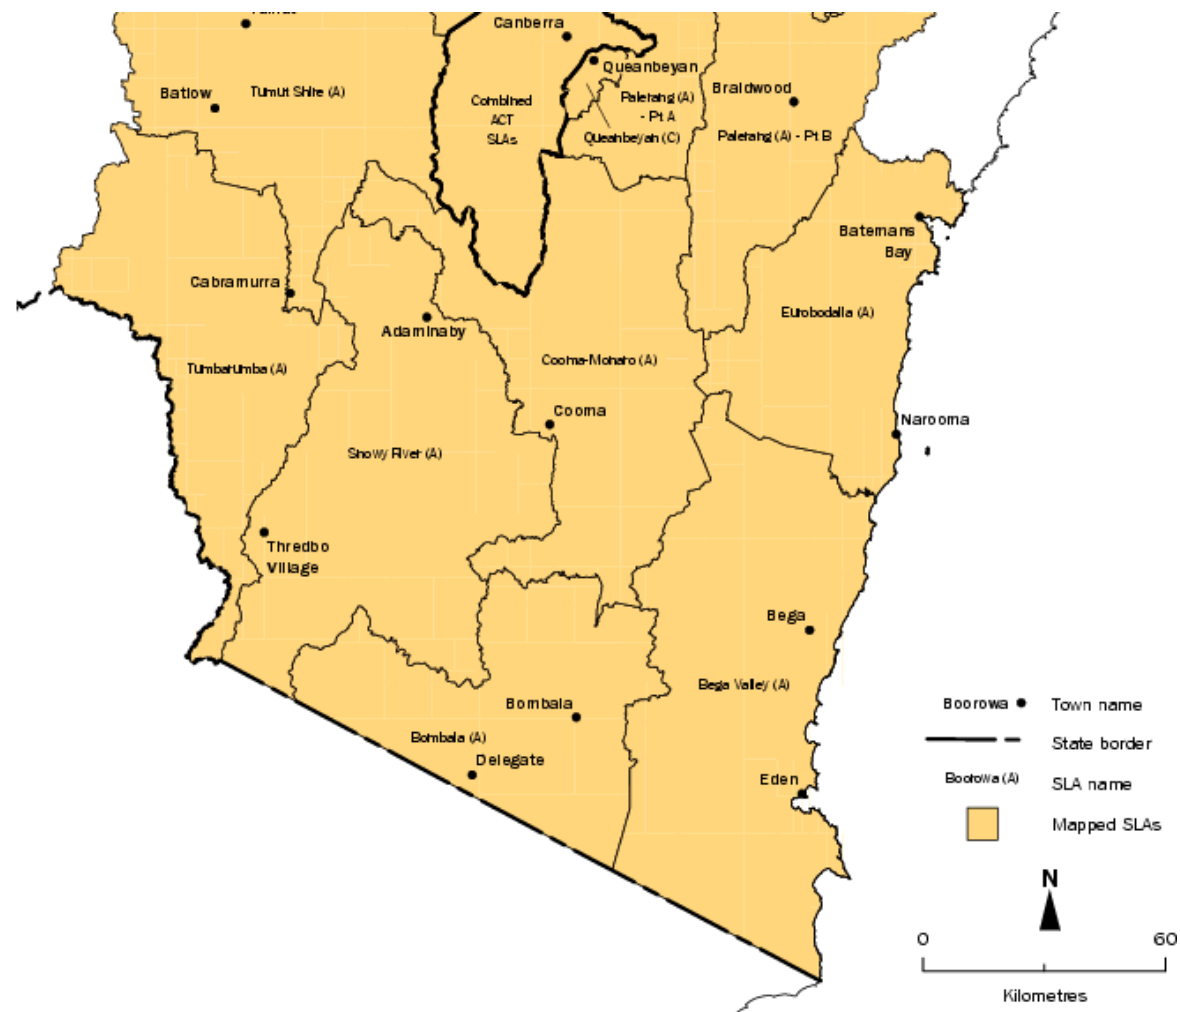 Tumut
Canberra
Queanbeyan
Batlow
Tumut Shire (A)
Combined
ACT
SLAs
Palerang (A)
- Pt A
Queanbeyan (C)
Braidwood
Palerang (A) - Pt B
Batemans
Bay
Cabramurra
Adaminaby
Eurobodalla (A)
Tumbarumba (A)
Cooma-Monaro (A)
Cooma
Narooma
Snowy River (A)
Thredbo
Village
Bega
Bega Valley (A)
Bombala
Bombala (A)
Delegate
Eden
Boorowa
Town name
State border
Boorowa (A)
SLA name
Mapped SLAs
N
0 60
Kilometres